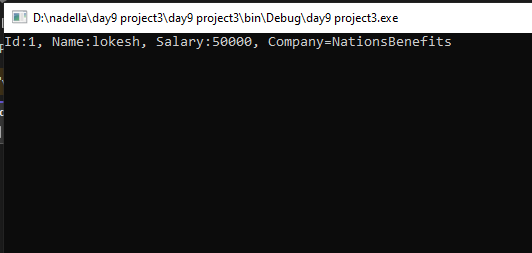 D:\nadella\day9 project3\day9 project3\bin\Debug\day9 project3.exe
Id:1, Name:lokesh, Salary:50000, Company=NationsBenefits